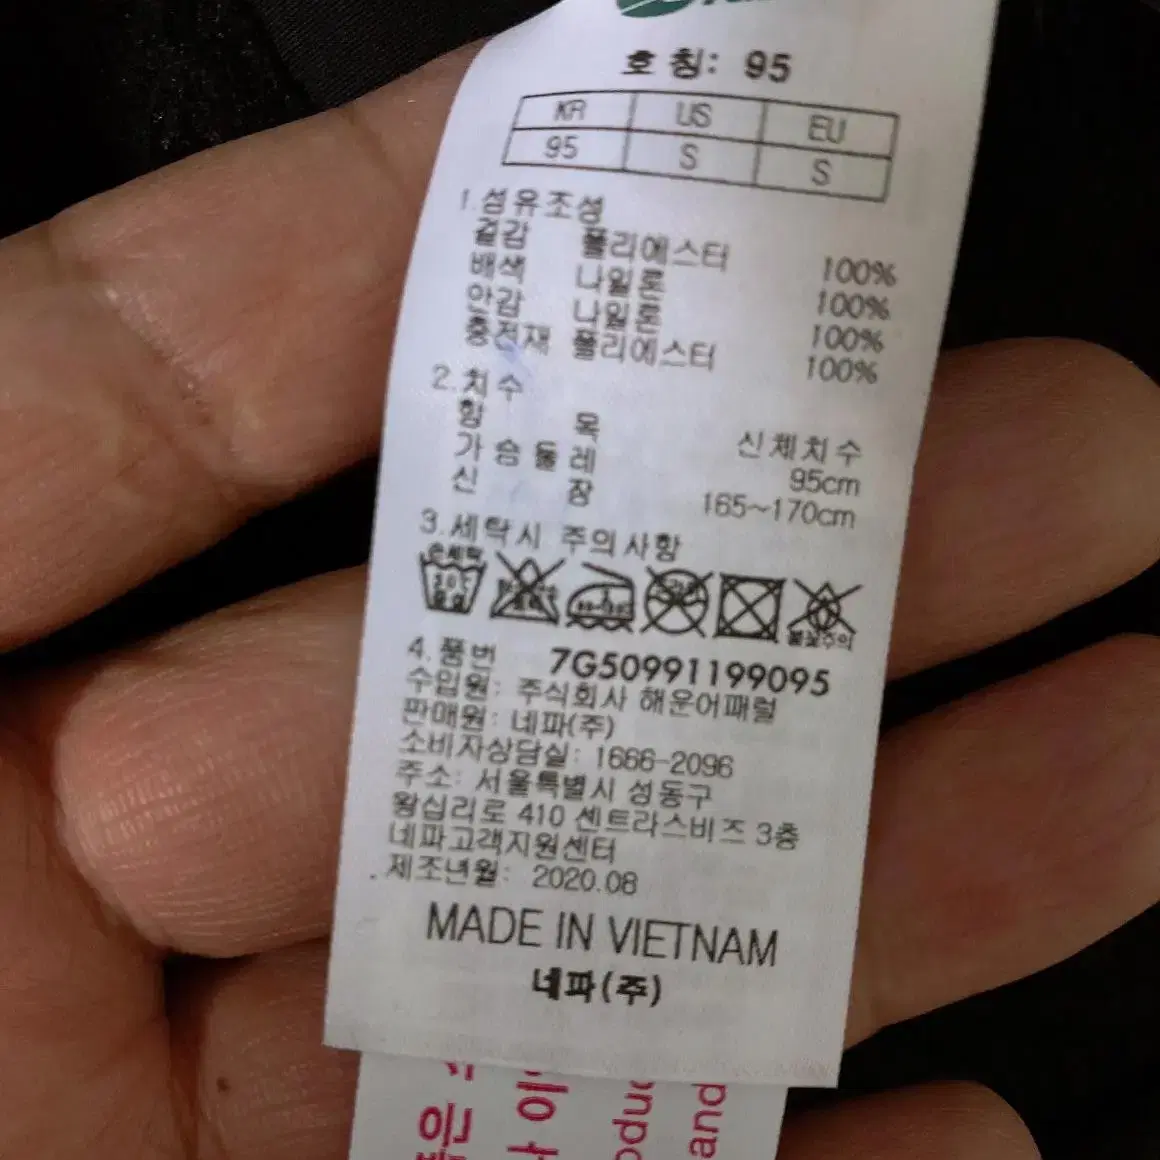 호 칭: 95
KR US EU
95 S S
1.섬유조성
겉감 폴리에스터 100%
배색 나일론 100%
안감 나일론 100%
충전재 폴리에스터 100%
2.치수
항 목 신체치수
가슴둘레 95cm
신 장 165~170cm
3.세탁시 주의사항
손세탁
30℃
중성
4.품번 7G50991199095
수입원: 주식회사 해운어패럴
판매원: 네파(주)
소비자상담실: 1666-2096
주소: 서울특별시 성동구
왕십리로 410 센트라스비즈 3층
네파고객지원센터
제조년월: 2020.08
MADE IN VIETNAM
네파(주)